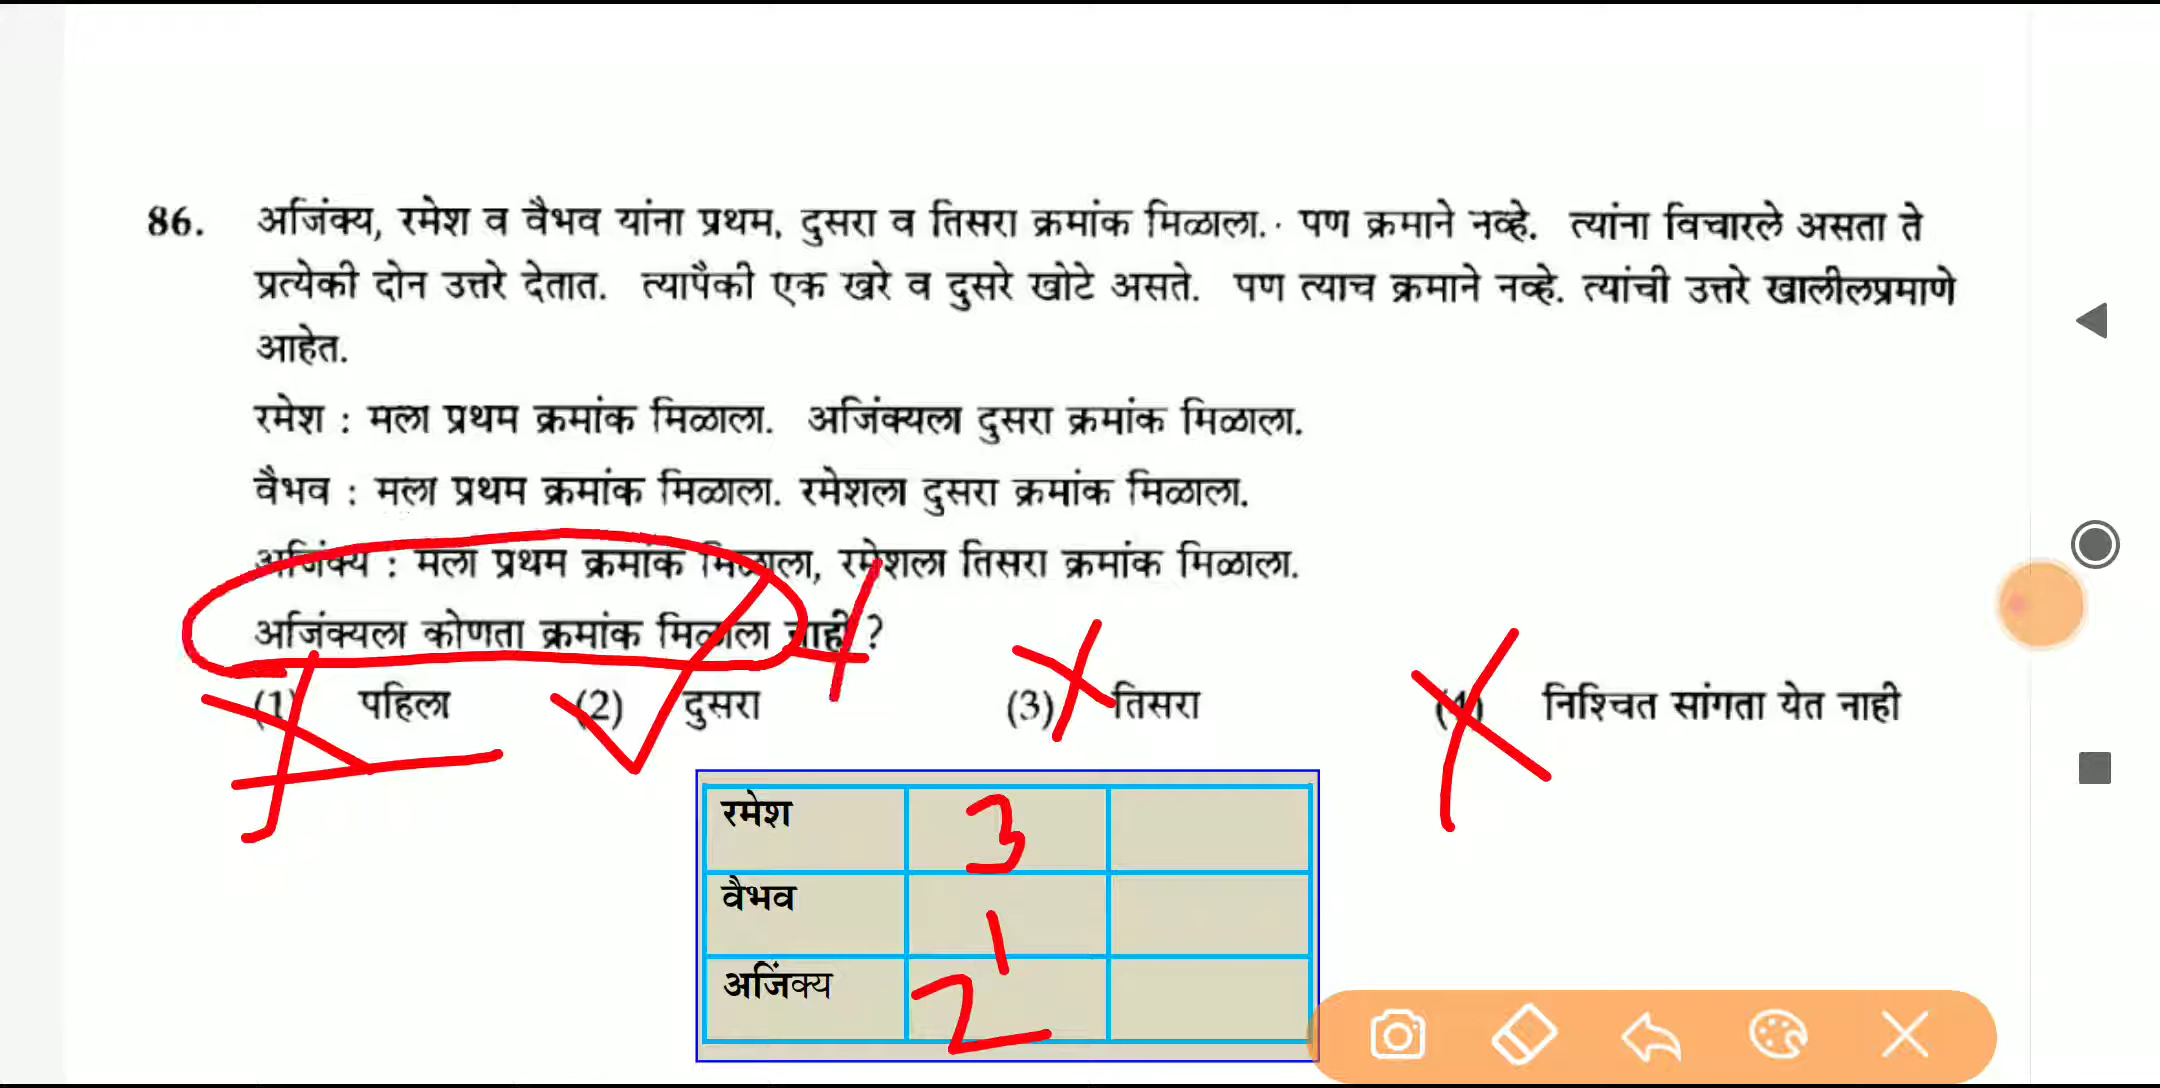 86. अजिंक्य, रमेश व वैभव यांना प्रथम, दुसरा व तिसरा क्रमांक मिळाला. पण क्रमाने नव्हे. त्यांना विचारले असता ते
प्रत्येकी दोन उत्तरे देतात. त्यापैकी एक खरे व दुसरे खोटे असते. पण त्याच क्रमाने नव्हे. त्यांची उत्तरे खालीलप्रमाणे
आहेत.
रमेश : मला प्रथम क्रमांक मिळाला. अजिंक्यला दुसरा क्रमांक मिळाला.
वैभव : मला प्रथम क्रमांक मिळाला. रमेशला दुसरा क्रमांक मिळाला.
अजिंक्य : मला प्रथम क्रमांक मिळाला, रमेशला तिसरा क्रमांक मिळाला.
अजिंक्यला कोणता क्रमांक मिळाला नाही ?
(1) पहिला (2) दुसरा (3) तिसरा (4) निश्चित सांगता येत नाही
रमेश 3
वैभव 1
अजिंक्य 2